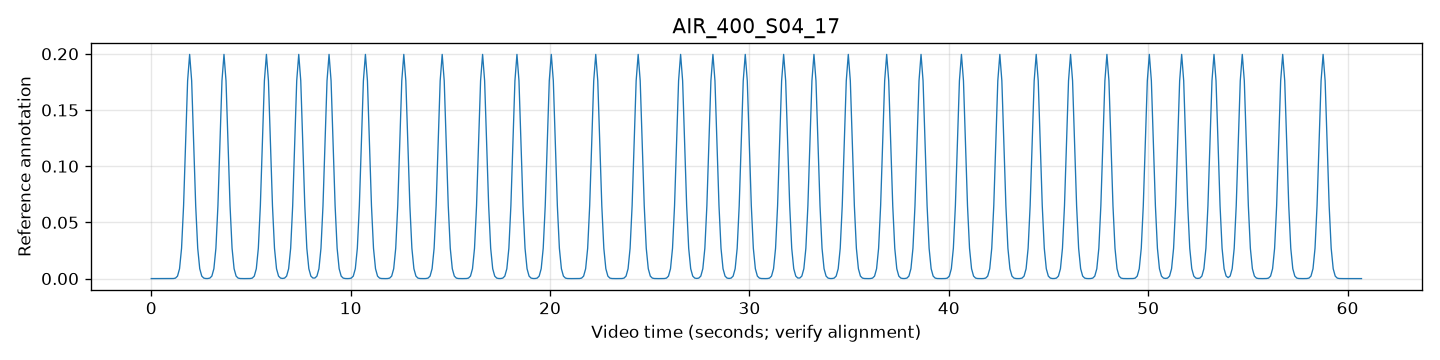 AIR_400_S04_17
Reference annotation
0.20
0.15
0.10
0.05
0.00
0 10 20 30 40 50 60
Video time (seconds; verify alignment)